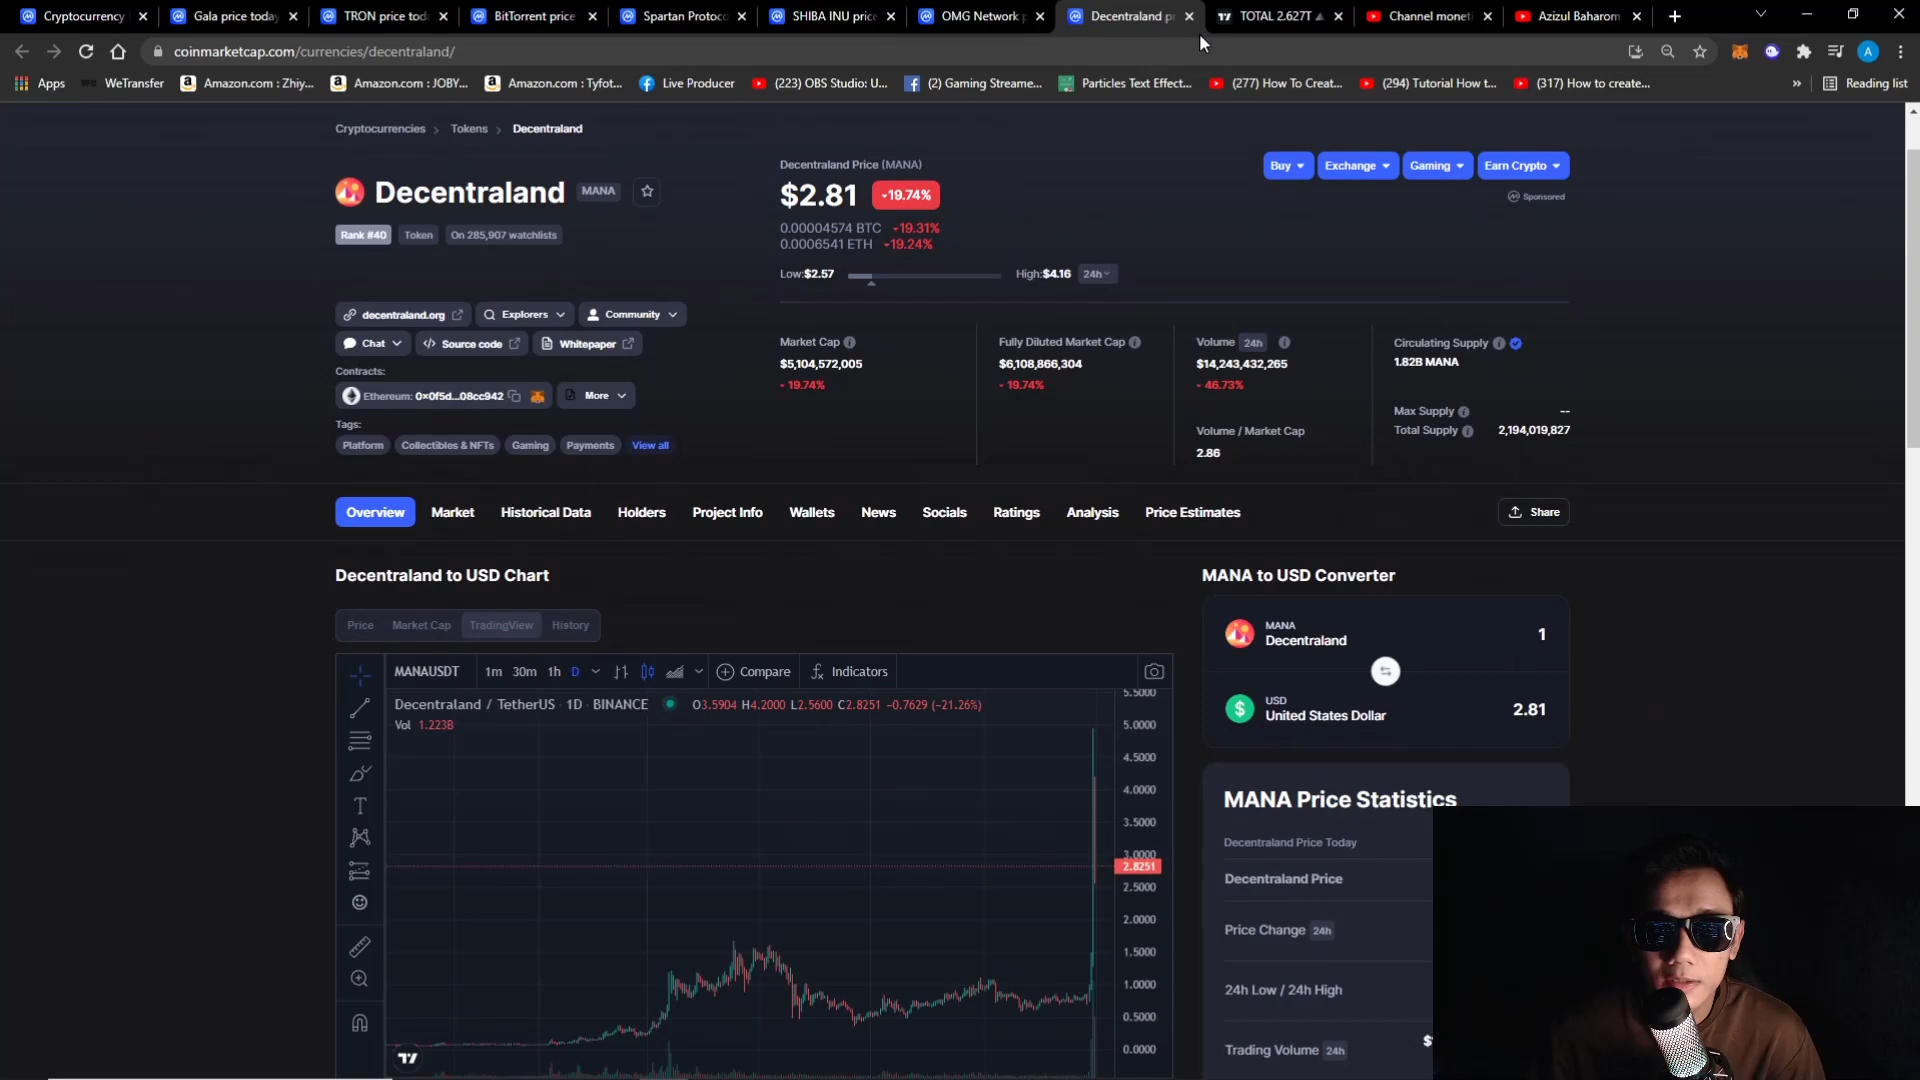 Cryptocurrency
Gala price today
TRON price tod
BitTorrent price
Spartan Protoco
SHIBA INU price
OMG Network p
Decentraland pr
TOTAL 2.627T
Channel moneti
Azizul Baharom
coinmarketcap.com/currencies/decentraland/
A
Apps
WeTransfer
Amazon.com : Zhiy...
Amazon.com : JOBY...
Amazon.com : Tyfot...
Live Producer
(223) OBS Studio: U...
(2) Gaming Streame...
Particles Text Effect...
(277) How To Creat...
(294) Tutorial How t...
(317) How to create...
»
Reading list
Cryptocurrencies > Tokens > Decentraland
Decentraland MANA
Rank #40 Token On 285,907 watchlists
decentraland.org Explorers Community
Chat Source code Whitepaper
Contracts:
Ethereum: 0x0f5d...08cc942 More
Tags:
Platform Collectibles & NFTs Gaming Payments View all
Decentraland Price (MANA)
$2.81 -19.74%
0.00004574 BTC -19.31%
0.0006541 ETH -19.24%
Low:$2.57 High:$4.16 24h
Buy Exchange Gaming Earn Crypto
Sponsored
Market Cap
$5,104,572,005
- 19.74%
Fully Diluted Market Cap
$6,108,866,304
- 19.74%
Volume 24h
$14,243,432,265
- 46.73%
Volume / Market Cap
2.86
Circulating Supply
1.82B MANA
Max Supply --
Total Supply 2,194,019,827
Overview Market Historical Data Holders Project Info Wallets News Socials Ratings Analysis Price Estimates Share
Decentraland to USD Chart
Price Market Cap TradingView History
MANAUSDT 1m 30m 1h D Compare Indicators
Decentraland / TetherUS · 1D · BINANCE O3.5904 H4.2000 L2.5600 C2.8251 −0.7629 (−21.26%)
Vol 1.223B
5.5000
5.0000
4.5000
4.0000
3.5000
3.0000
2.8251
2.5000
2.0000
1.5000
1.0000
0.5000
0.0000
MANA to USD Converter
MANA
Decentraland 1
USD
United States Dollar 2.81
MANA Price Statistics
Decentraland Price Today
Decentraland Price
Price Change 24h
24h Low / 24h High
Trading Volume 24h